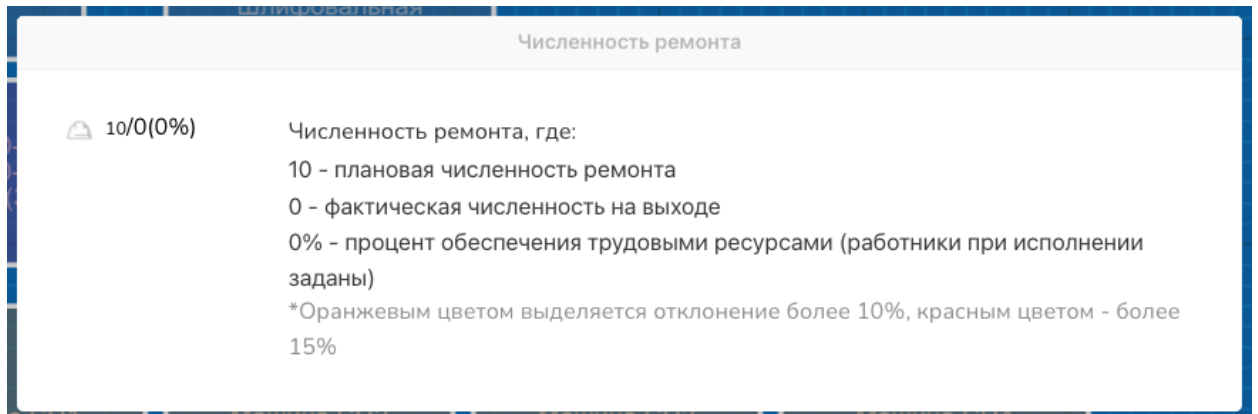 Шлифовальная
Численность ремонта
10/0(0%)
Численность ремонта, где:
10 - плановая численность ремонта
0 - фактическая численность на выходе
0% - процент обеспечения трудовыми ресурсами (работники при исполнении
заданы)
*Оранжевым цветом выделяется отклонение более 10%, красным цветом - более
15%